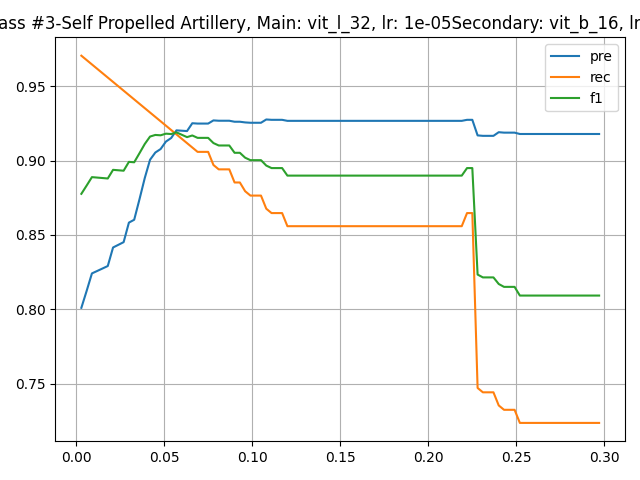 ass #3-Self Propelled Artillery, Main: vit_l_32, lr: 1e-05Secondary: vit_b_16, lr
pre
rec
f1
0.95
0.90
0.85
0.80
0.75
0.00 0.05 0.10 0.15 0.20 0.25 0.30